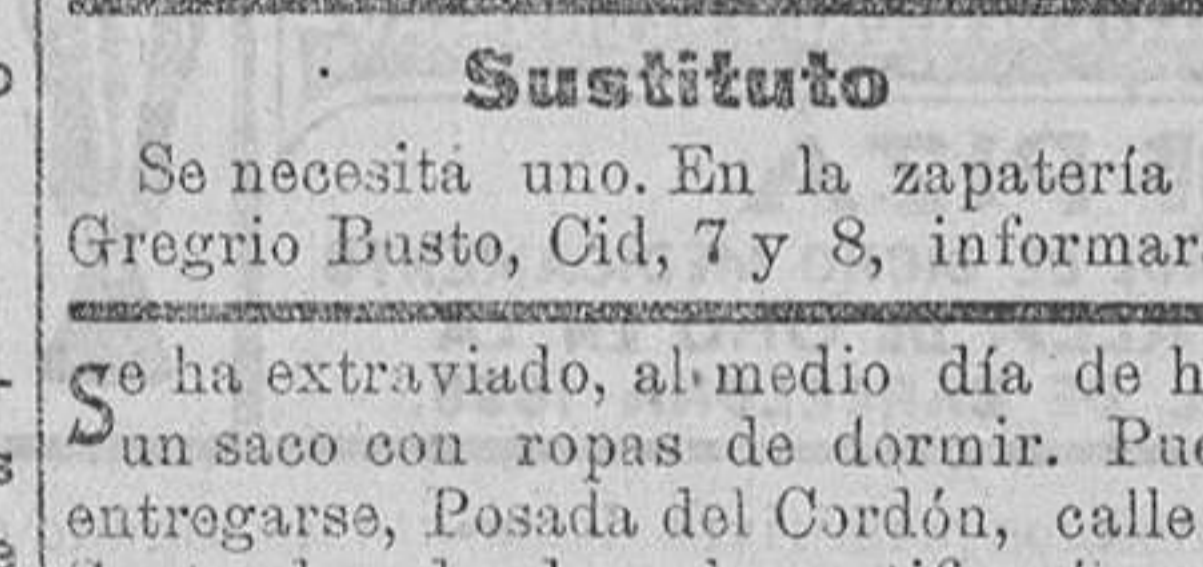 Sustituto
Se necesita uno. En la zapatería
Gregrio Busto, Cid, 7 y 8, informar
Se ha extraviado, al medio día de h
un saco con ropas de dormir. Pue
entregarse, Posada del Cordón, calle